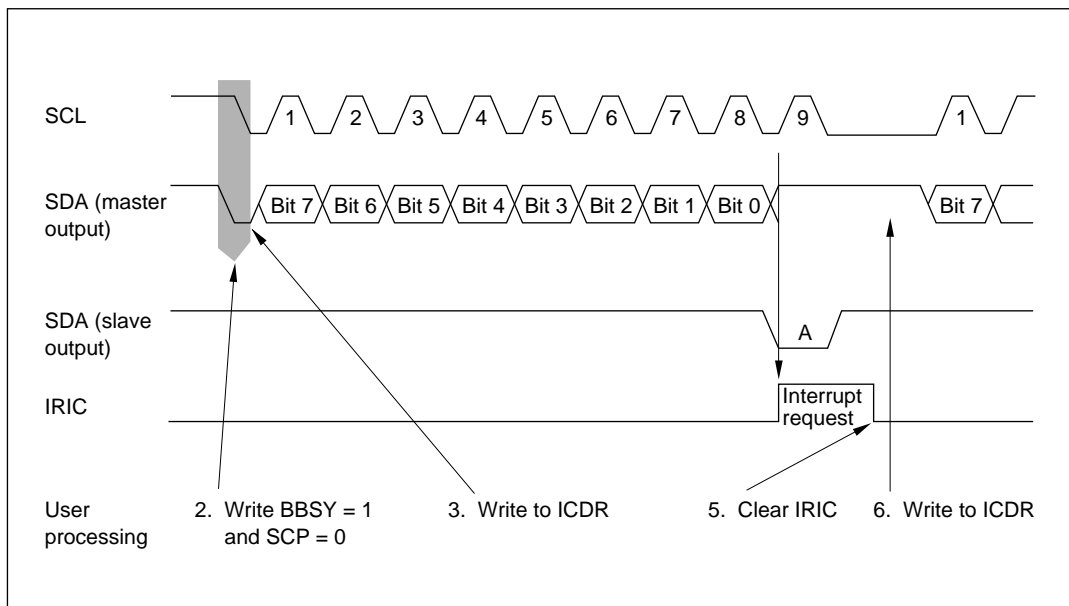 SCL
1 2 3 4 5 6 7 8 9 1
SDA (master
output)
Bit 7 Bit 6 Bit 5 Bit 4 Bit 3 Bit 2 Bit 1 Bit 0 Bit 7
SDA (slave
output)
A
IRIC
Interrupt
request
User
processing
2. Write BBSY = 1
and SCP = 0
3. Write to ICDR
5. Clear IRIC
6. Write to ICDR